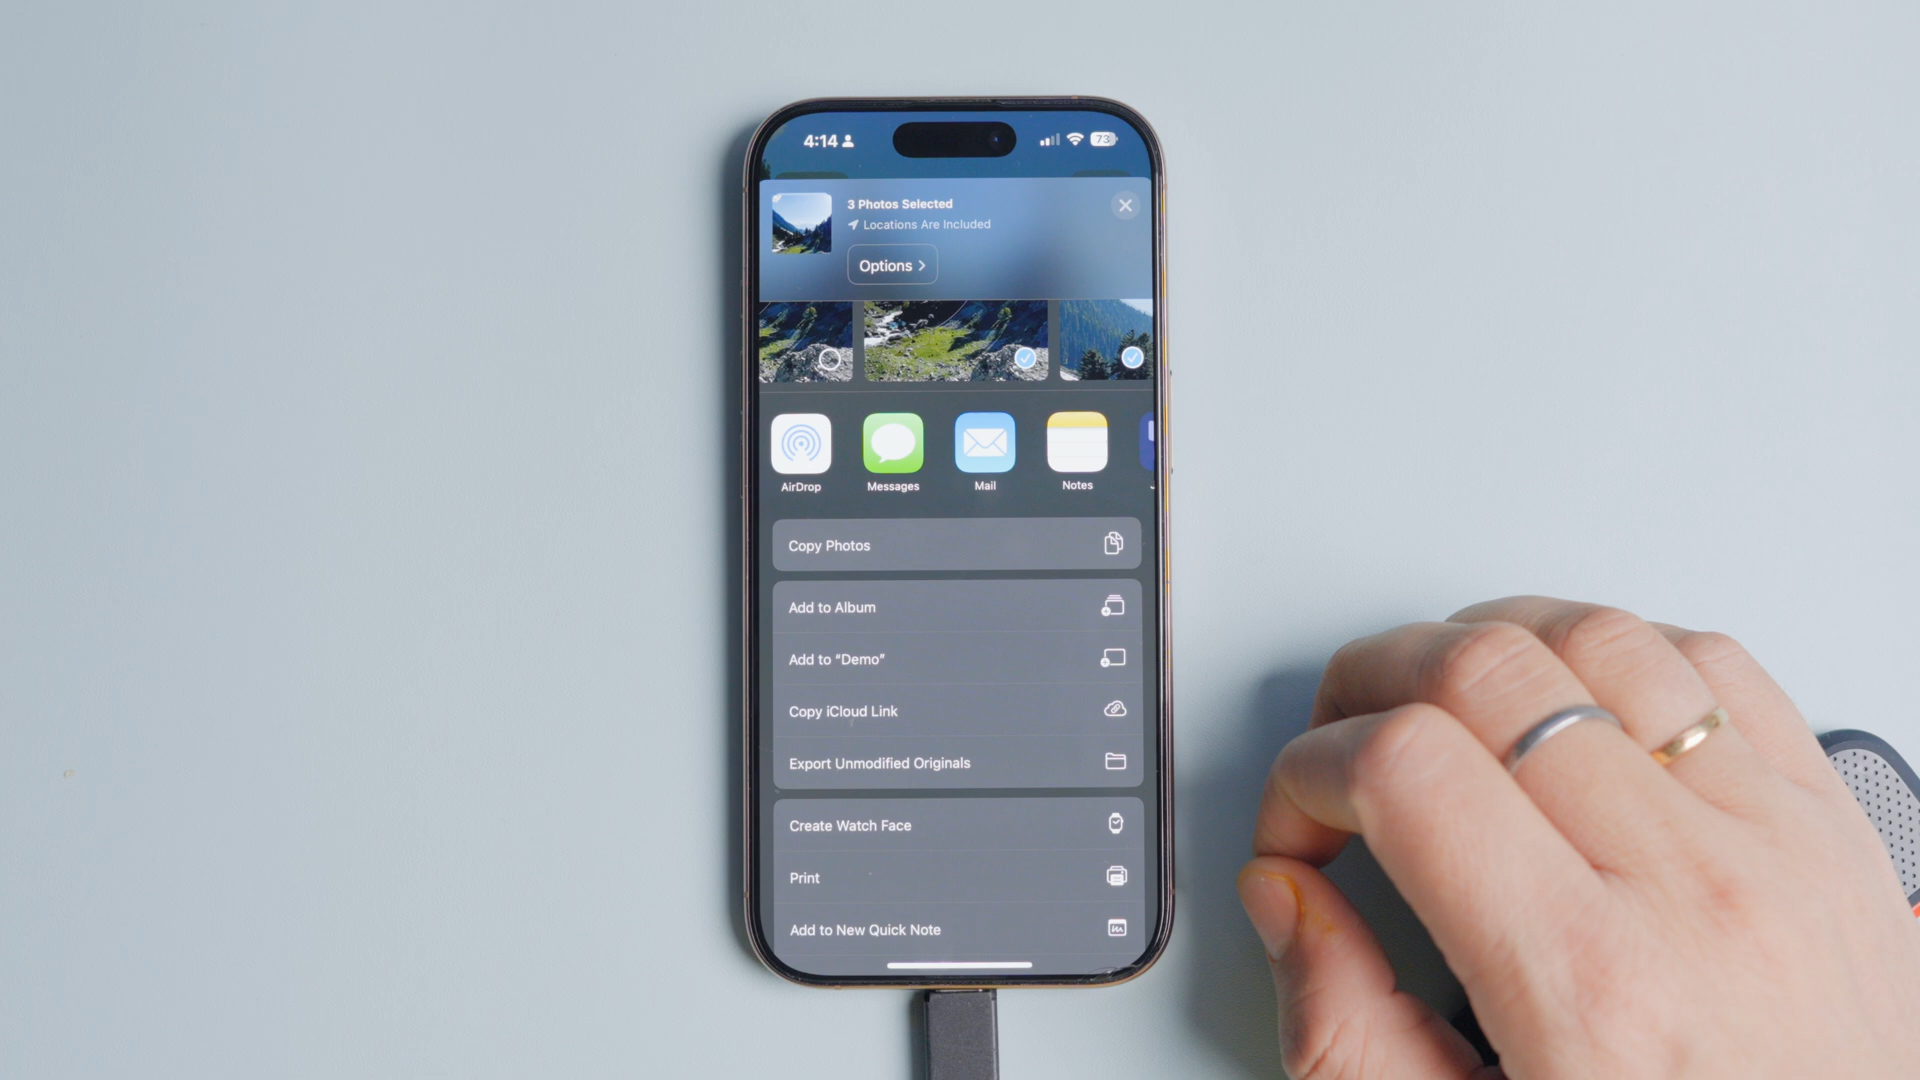 4:14
73
3 Photos Selected
Locations Are Included
Options
AirDrop
Messages
Mail
Notes
Copy Photos
Add to Album
Add to “Demo”
Copy iCloud Link
Export Unmodified Originals
Create Watch Face
Print
Add to New Quick Note